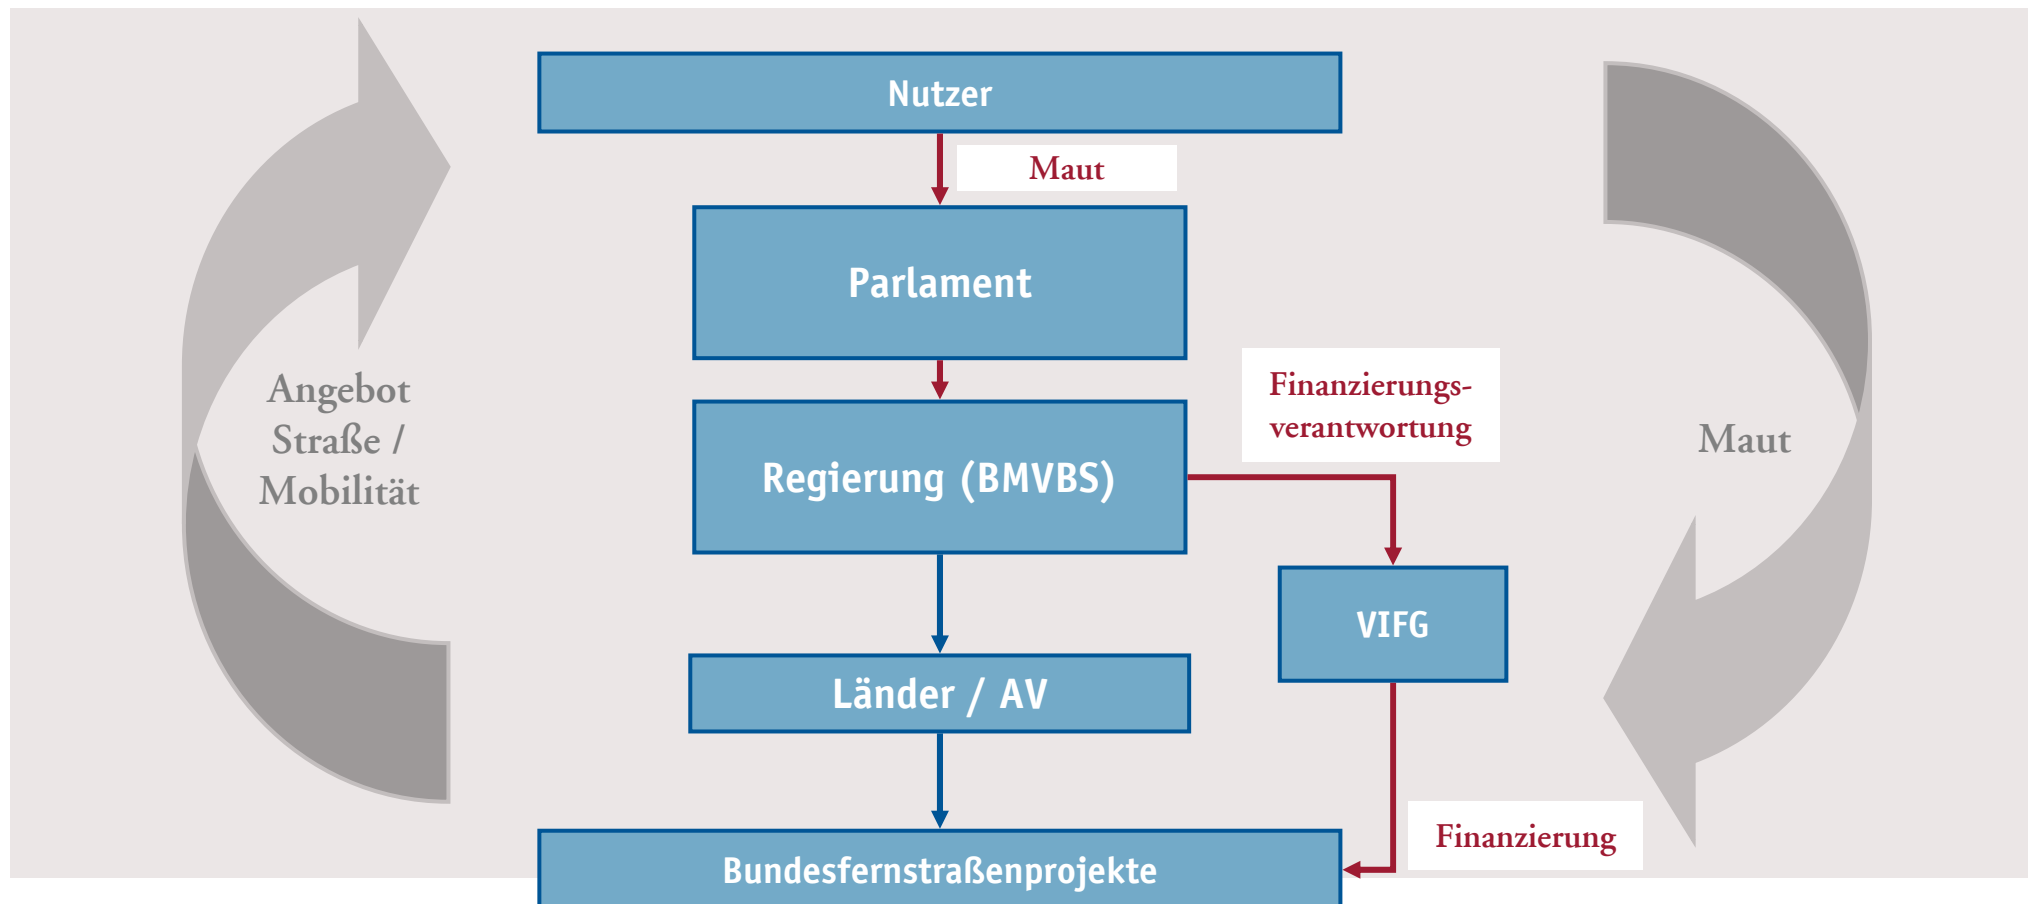 Nutzer
Maut
Parlament
Finanzierungs-
verantwortung
Angebot
Straße /
Mobilität
Maut
Regierung (BMVBS)
VIFG
Länder / AV
Finanzierung
Bundesfernstraßenprojekte